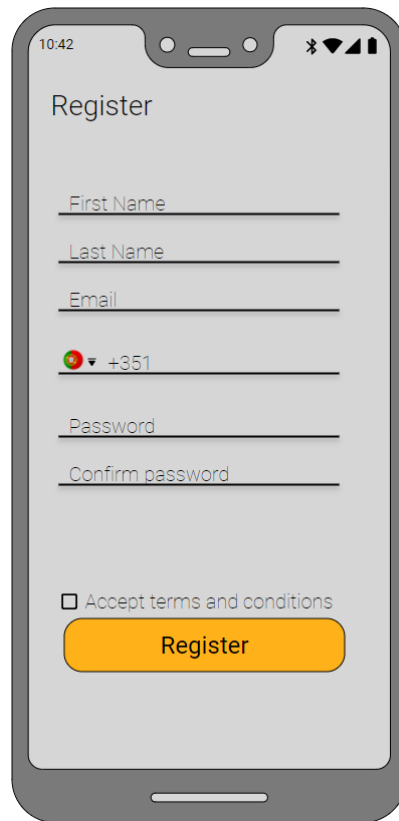 10:42
Register
First Name
Last Name
Email
+351
Password
Confirm password
Accept terms and conditions
Register